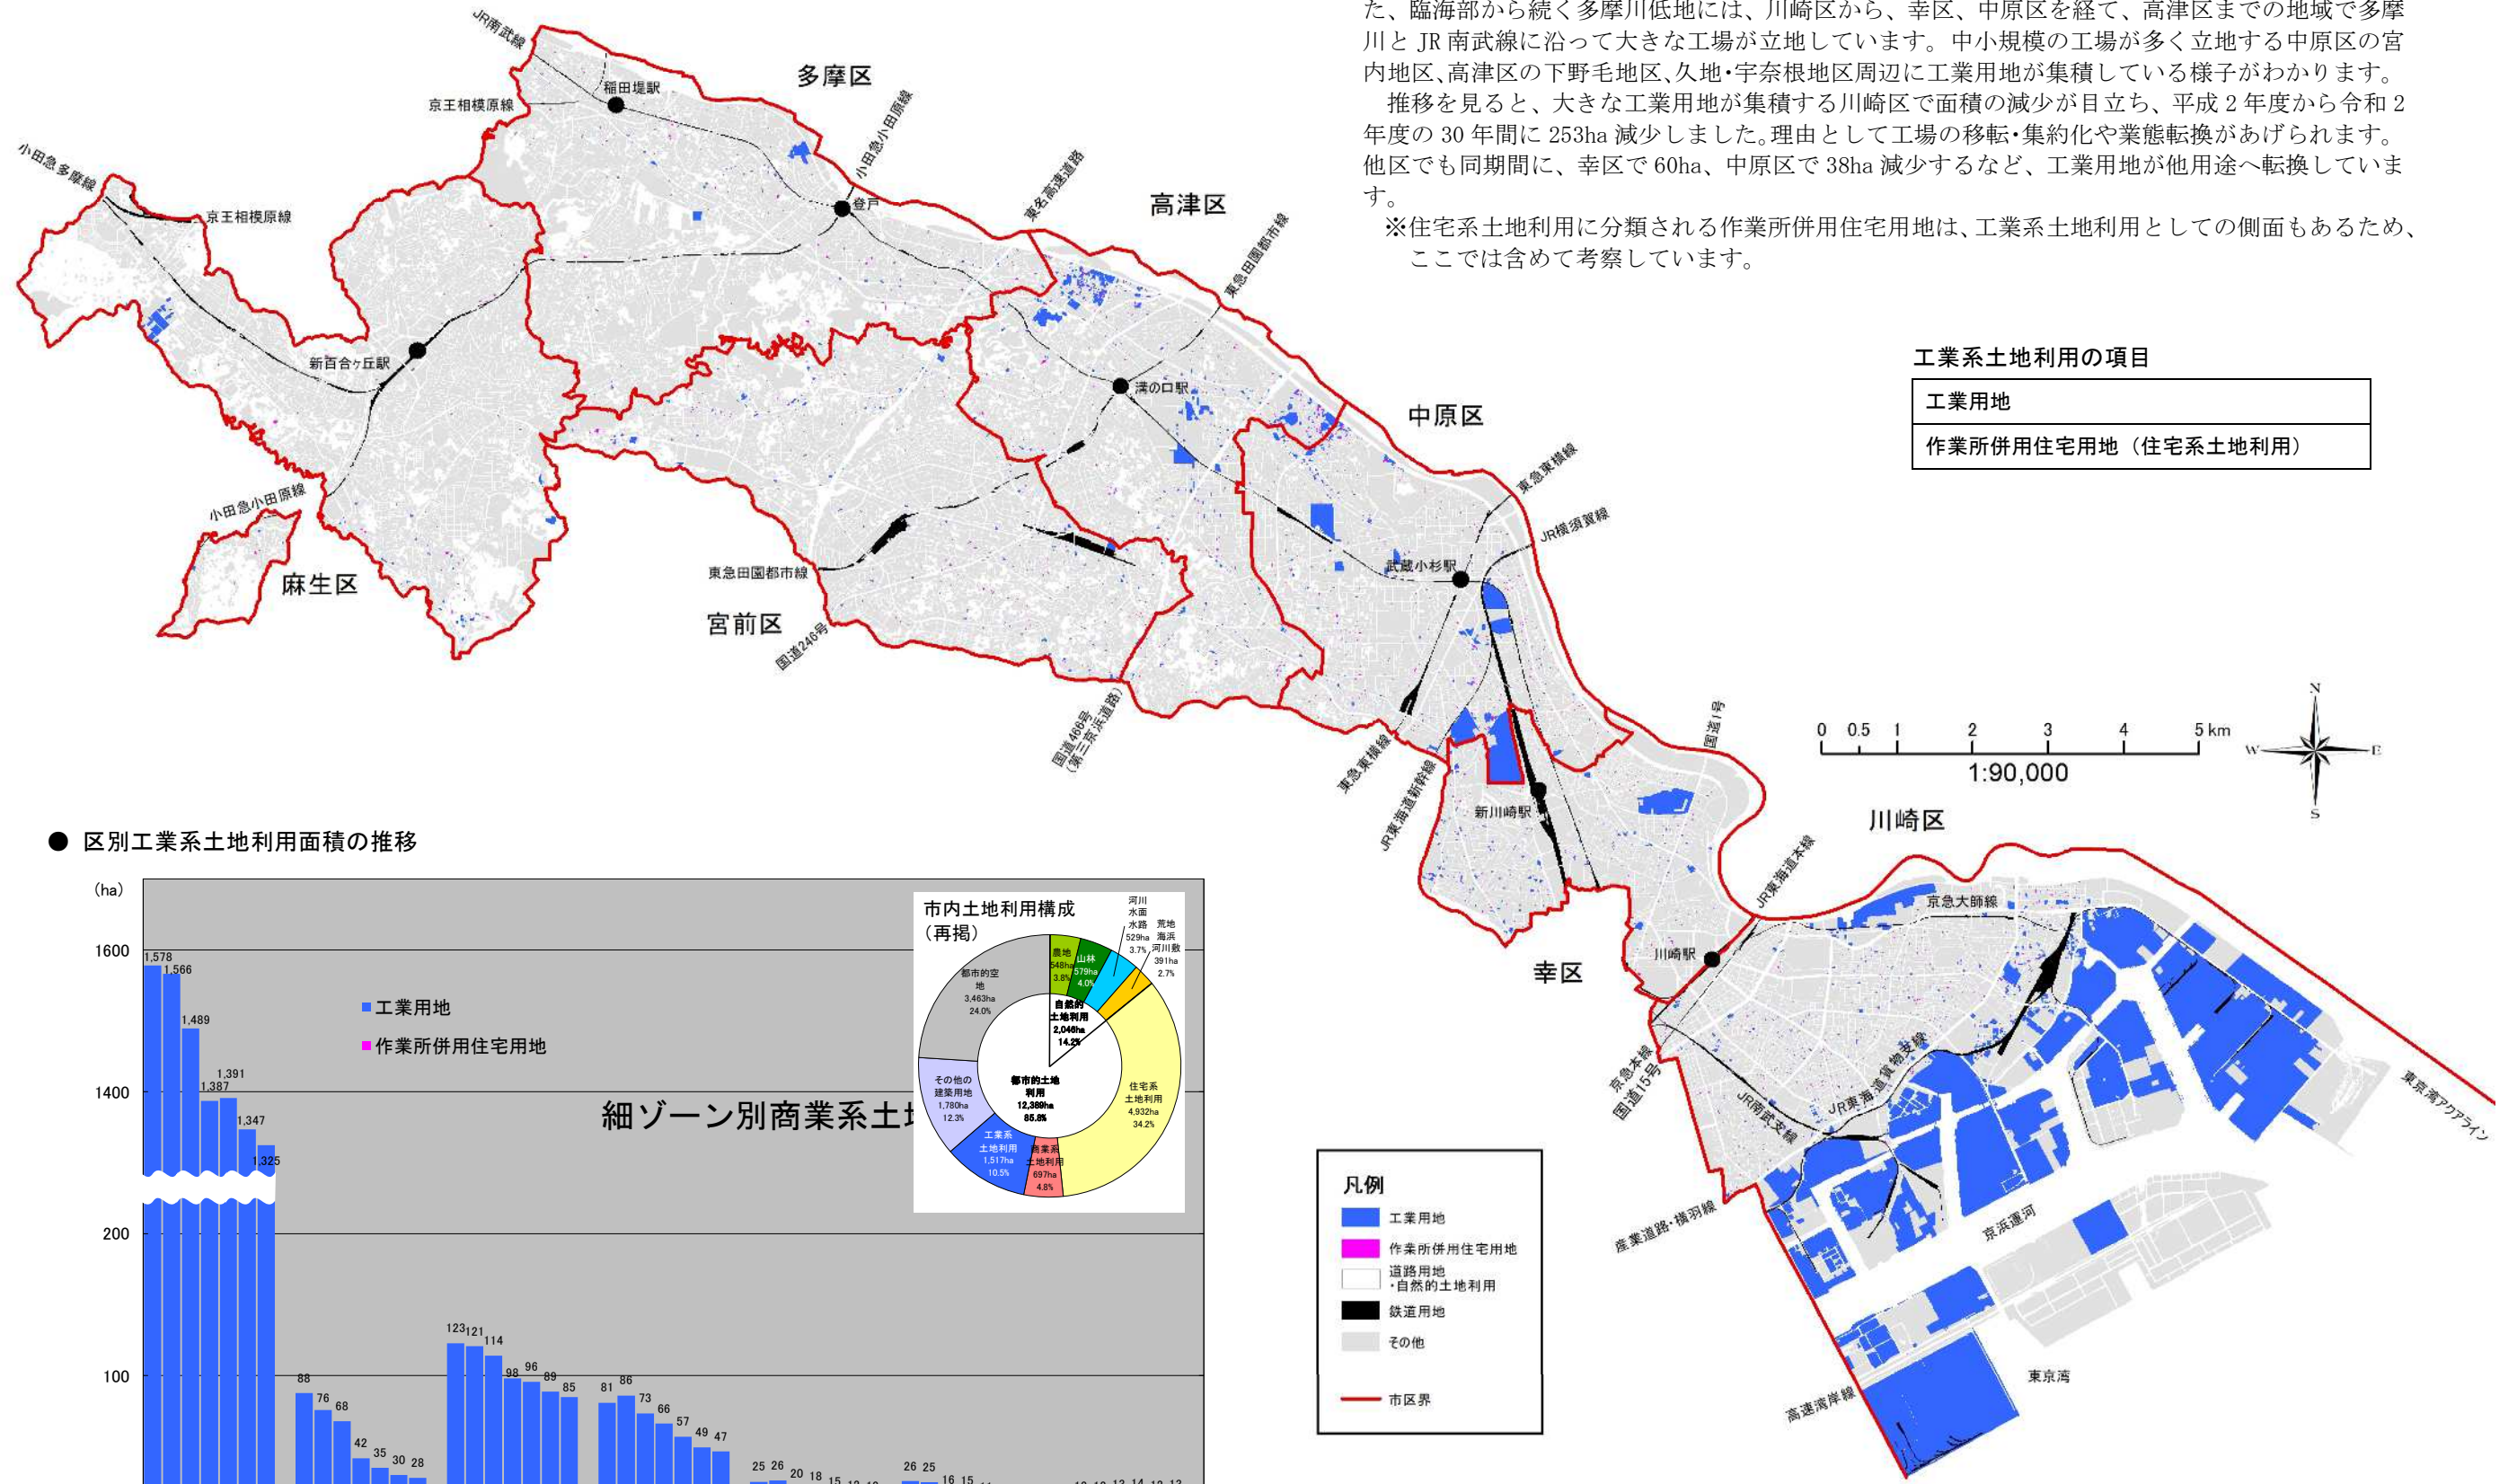 た、臨海部から続く多摩川低地には、川崎区から、幸区、中原区を経て、高津区までの地域で多摩
川と JR 南武線に沿って大きな工場が立地しています。中小規模の工場が多く立地する中原区の宮
内地区、高津区の下野毛地区、久地・宇奈根地区周辺に工業用地が集積している様子がわかります。
推移を見ると、大きな工業用地が集積する川崎区で面積の減少が目立ち、平成 2 年度から令和 2
年度の 30 年間に 253ha 減少しました。理由として工場の移転・集約化や業態転換があげられます。
他区でも同期間に、幸区で 60ha、中原区で 38ha 減少するなど、工業用地が他用途へ転換していま
す。
※住宅系土地利用に分類される作業所併用住宅用地は、工業系土地利用としての側面もあるため、
ここでは含めて考察しています。
工業系土地利用の項目
工業用地
作業所併用住宅用地（住宅系土地利用）
JR南武線
稲田堤駅
多摩区
京王相模原線
小田急小田原線
小田急多摩線
京王相模原線
登戸
東名高速道路
高津区
東急田園都市線
新百合ヶ丘駅
溝の口駅
中原区
東急東横線
小田急小田原線
JR横須賀線
麻生区
東急田園都市線
武蔵小杉駅
宮前区
国道246号
国道466号
（第三京浜道路）
東急東横線
JR東海道新幹線
国道1号
新川崎駅
0 0.5 1 2 3 4 5 km
1:90,000
N
W
E
S
川崎区
JR東海道本線
京急大師線
川崎駅
幸区
京急本線
国道15号
JR南武支線
JR東海道貨物支線
東京湾アクアライン
産業道路・横羽線
京浜運河
高速湾岸線
東京湾
凡例
工業用地
作業所併用住宅用地
道路用地
・自然的土地利用
鉄道用地
その他
市区界
● 区別工業系土地利用面積の推移
（ha）
1600
1400
200
100
1,578
1,566
1,489
1,387
1,391
1,347
1,325
88
76
68
42
35
30
28
123
121
114
98
96
89
85
81
86
73
66
57
49
47
25
26
20
18
26
25
16
15
工業用地
作業所併用住宅用地
細ゾーン別商業系土
市内土地利用構成
（再掲）
農地
548ha
3.8%
山林
579ha
4.0%
河川
水面
水路
529ha
3.7%
荒地
海浜
河川敷
391ha
2.7%
自然的
土地利用
2,046ha
14.2%
都市的土地
利用
12,389ha
85.8%
住宅系
土地利用
4,932ha
34.2%
商業系
土地利用
697ha
4.8%
工業系
土地利用
1,517ha
10.5%
その他の
建築用地
1,780ha
12.3%
都市的空
地
3,463ha
24.0%